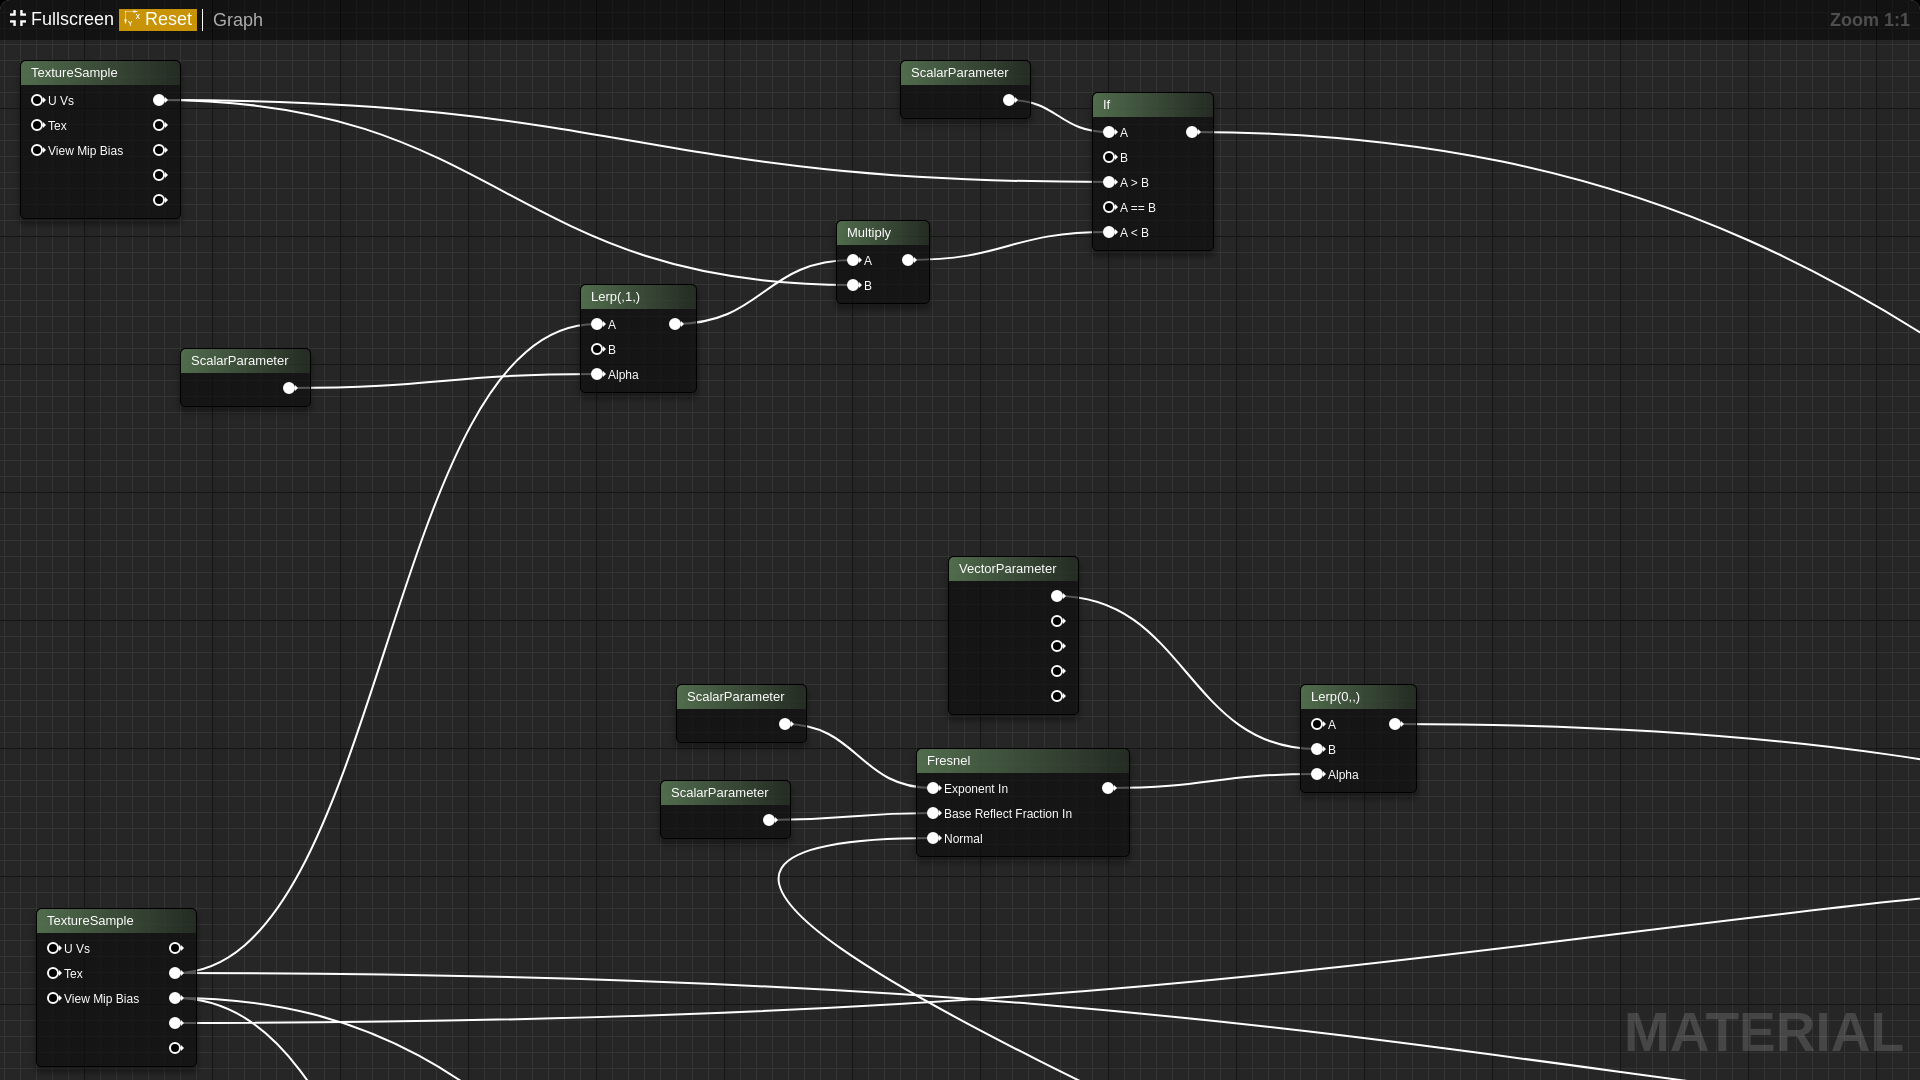 Fullscreen Reset Graph Zoom 1:1
TextureSample
U Vs
Tex
View Mip Bias
ScalarParameter
If
A
B
A > B
A == B
A < B
Multiply
A
B
Lerp(,1,)
A
B
Alpha
ScalarParameter
VectorParameter
ScalarParameter
Lerp(0,,)
A
B
Alpha
Fresnel
Exponent In
Base Reflect Fraction In
Normal
ScalarParameter
TextureSample
U Vs
Tex
View Mip Bias
MATERIAL